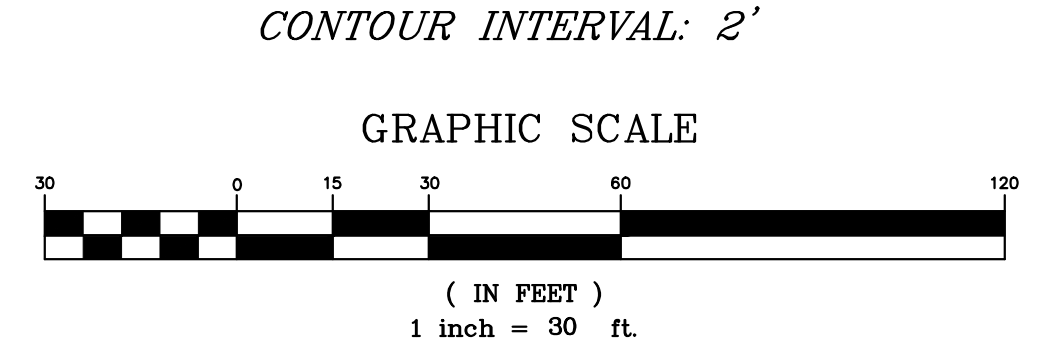 CONTOUR INTERVAL: 2'
GRAPHIC SCALE
30 0 15 30 60 120
( IN FEET )
1 inch = 30 ft.